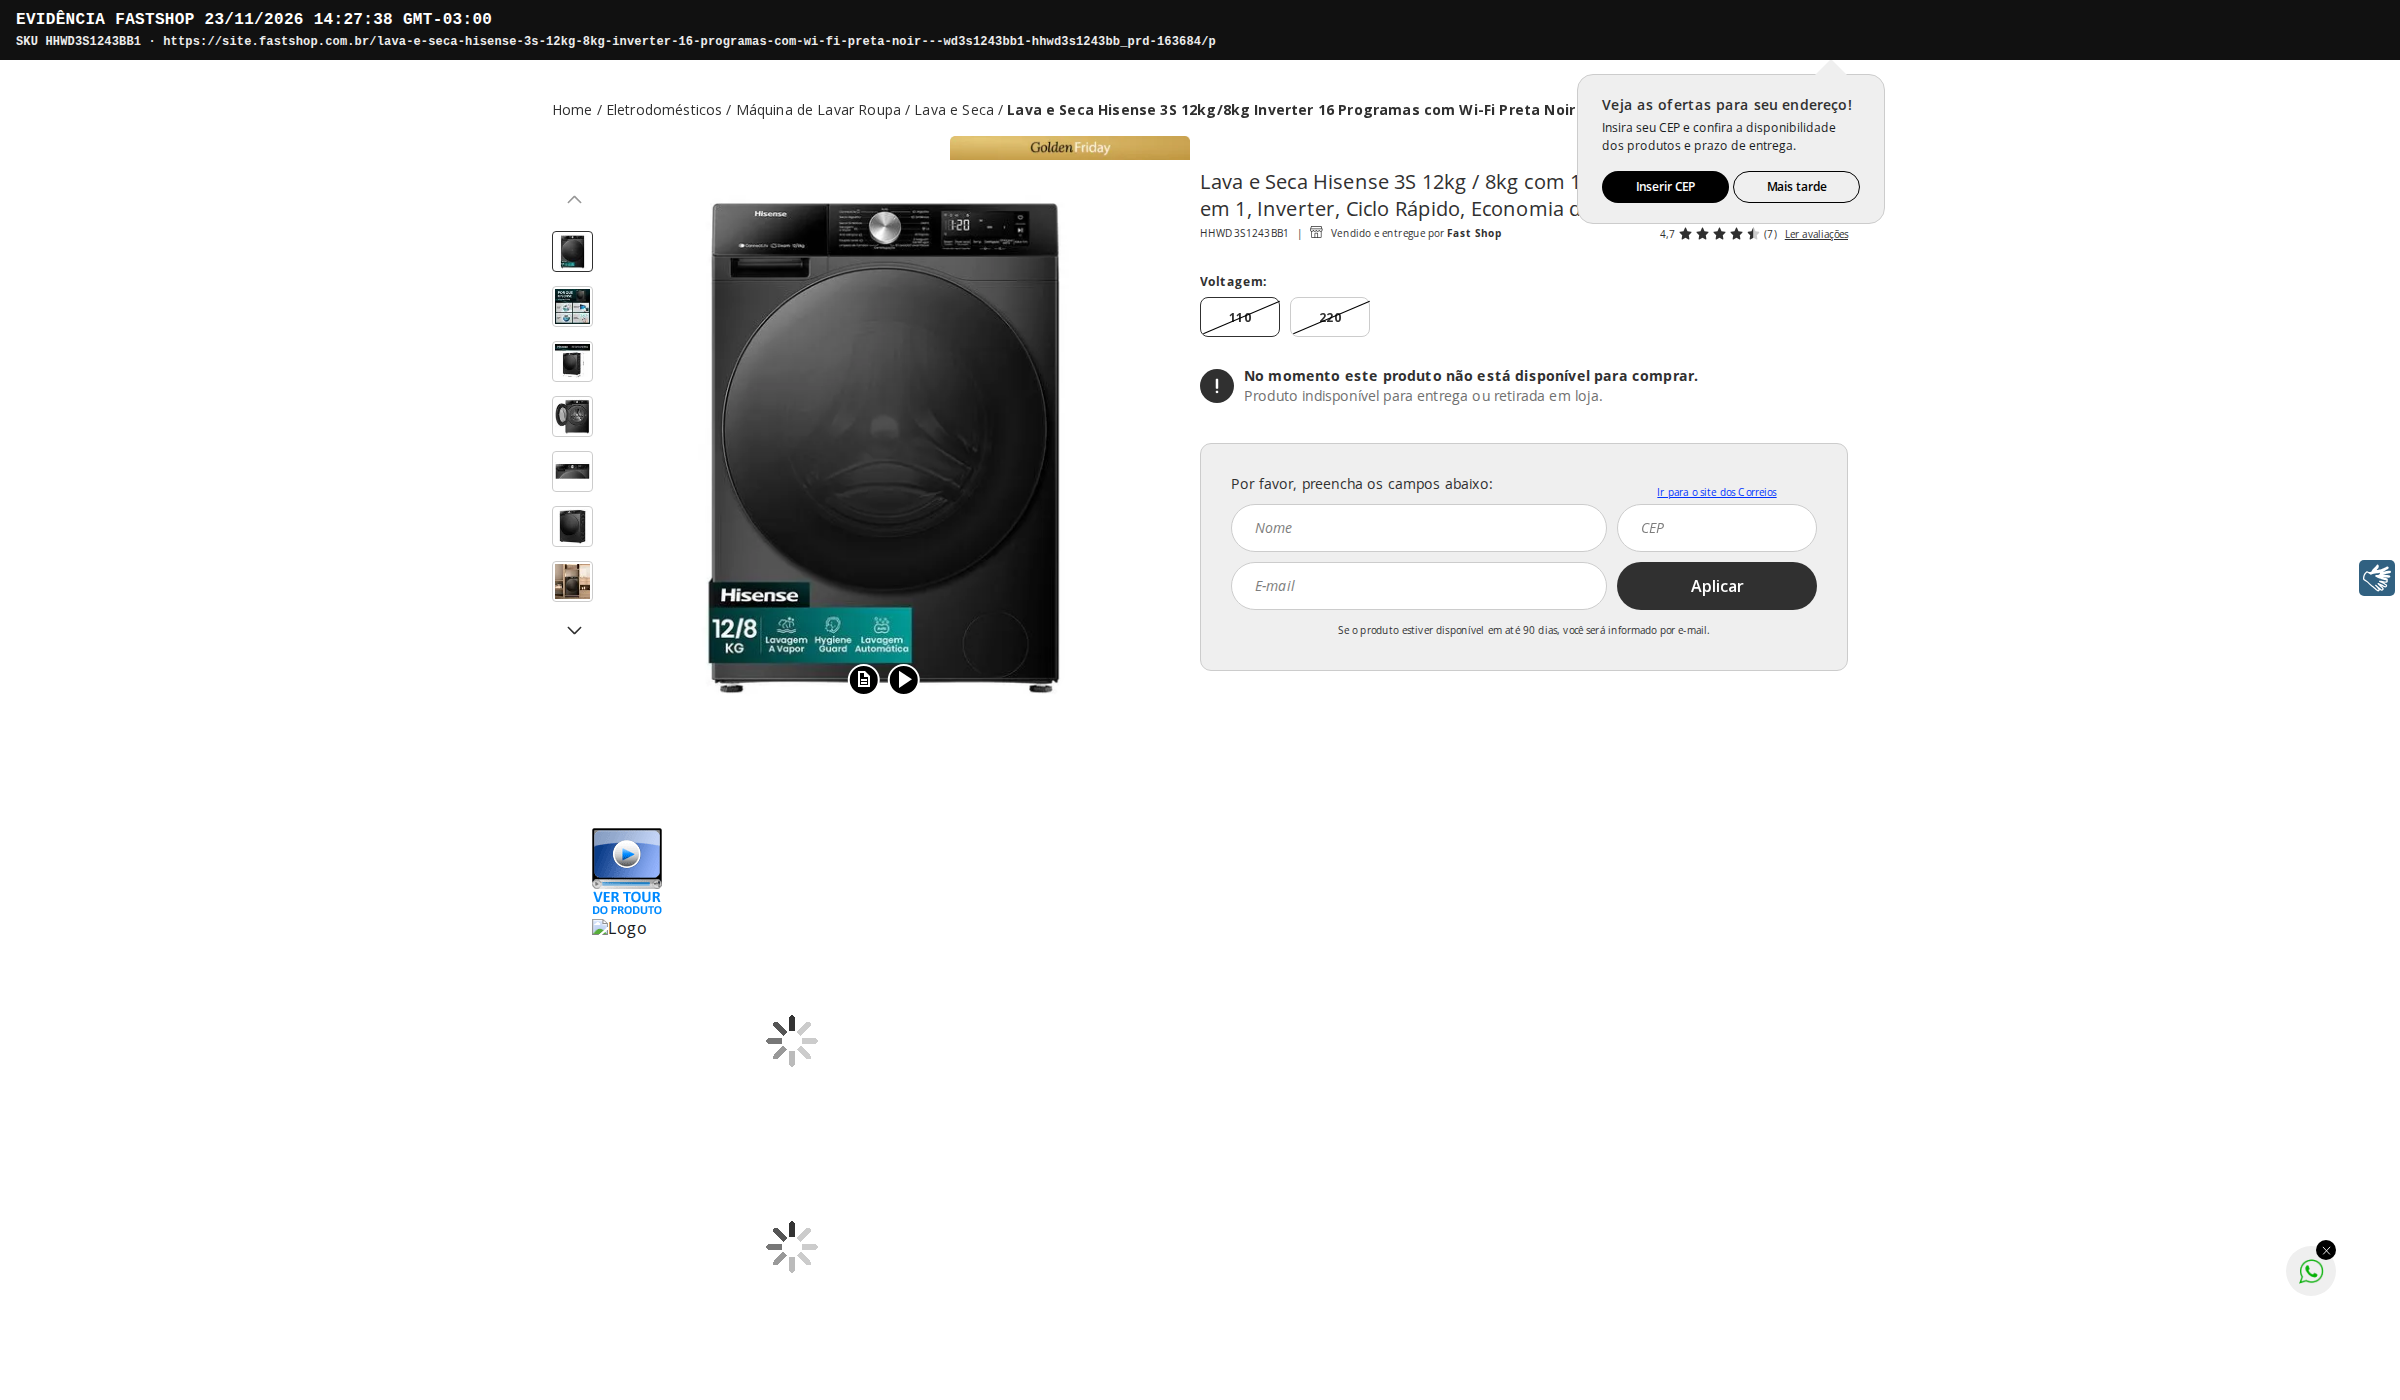 EVIDÊNCIA FASTSHOP 23/11/2026 14:27:38 GMT-03:00
SKU HHWD3S1243BB1 · https://site.fastshop.com.br/lava-e-seca-hisense-3s-12kg-8kg-inverter-16-programas-com-wi-fi-preta-noir---wd3s1243bb1-hhwd3s1243bb_prd-163684/p
Home / Eletrodomésticos / Máquina de Lavar Roupa / Lava e Seca / Lava e Seca Hisense 3S 12kg/8kg Inverter 16 Programas com Wi-Fi Preta Noir
Veja as ofertas para seu endereço!
Insira seu CEP e confira a disponibilidade
dos produtos e prazo de entrega.
Inserir CEP
Mais tarde
Golden Friday
Lava e Seca Hisense 3S 12kg / 8kg com 1
em 1, Inverter, Ciclo Rápido, Economia d
HHWD3S1243BB1 | Vendido e entregue por Fast Shop
4,7 (7) Ler avaliações
Voltagem:
110
220
No momento este produto não está disponível para comprar.
Produto indisponível para entrega ou retirada em loja.
Por favor, preencha os campos abaixo:
Ir para o site dos Correios
Nome
CEP
E-mail
Aplicar
Se o produto estiver disponível em até 90 dias, você será informado por e-mail.
Hisense
1:20
Hisense
12/8
KG
Lavagem
A Vapor
Hygiene
Guard
Lavagem
Automática
VER TOUR
DO PRODUTO
Logo